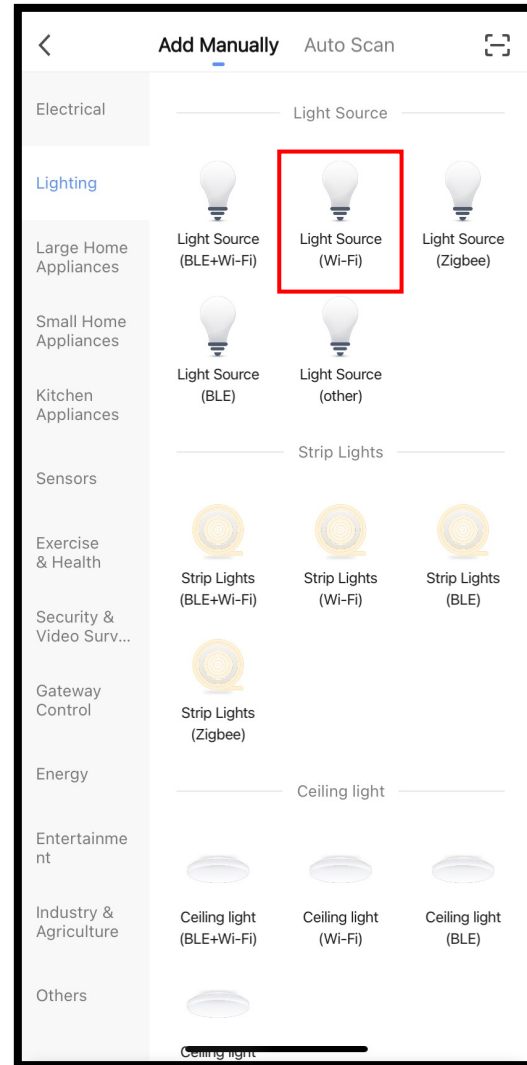 Add Manually Auto Scan
Electrical
Lighting
Large Home
Appliances
Small Home
Appliances
Kitchen
Appliances
Sensors
Exercise
& Health
Security &
Video Surv...
Gateway
Control
Energy
Entertainme
nt
Industry &
Agriculture
Others
Light Source
Light Source
(BLE+Wi-Fi)
Light Source
(Wi-Fi)
Light Source
(Zigbee)
Light Source
(BLE)
Light Source
(other)
Strip Lights
Strip Lights
(BLE+Wi-Fi)
Strip Lights
(Wi-Fi)
Strip Lights
(BLE)
Strip Lights
(Zigbee)
Ceiling light
Ceiling light
(BLE+Wi-Fi)
Ceiling light
(Wi-Fi)
Ceiling light
(BLE)
Ceiling light